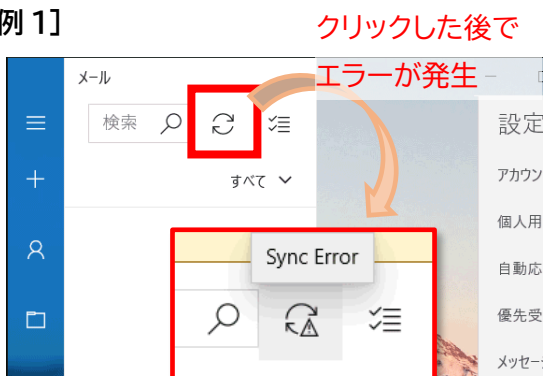 例 1]
クリックした後で
エラーが発生
メール
検索
すべて
設定
アカウン
個人用
自動応
優先受
メッセー
Sync Error